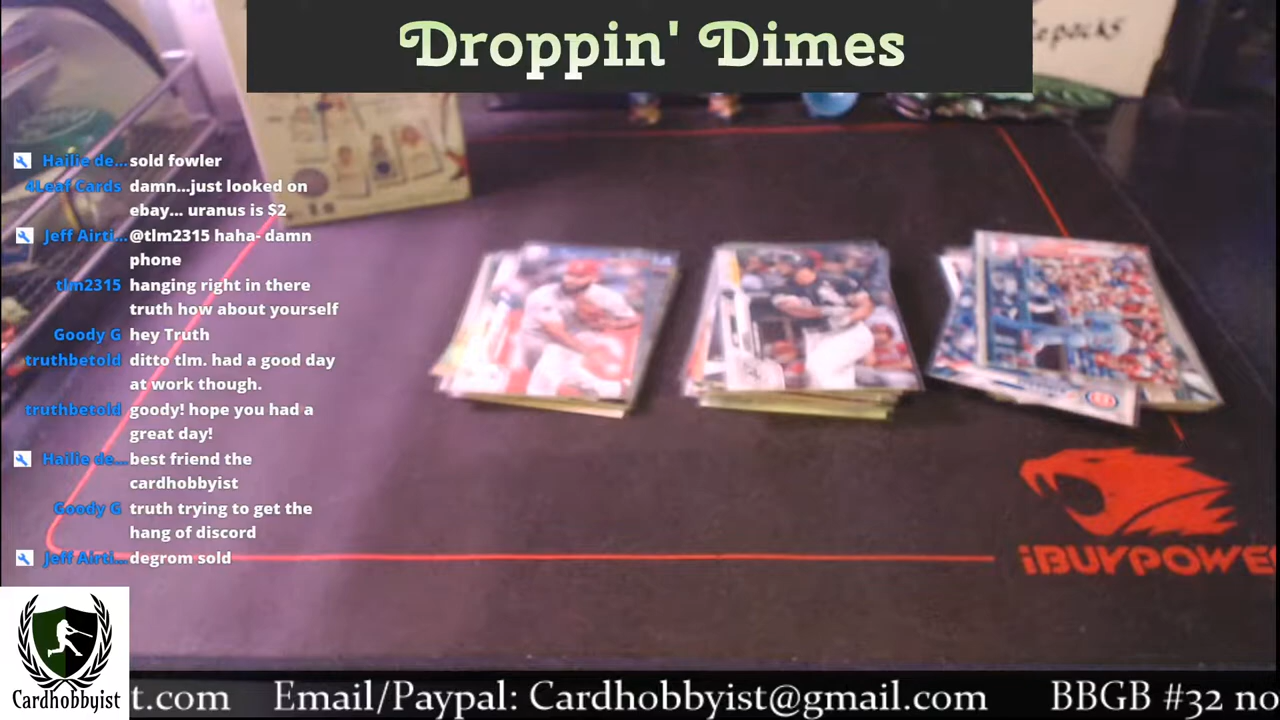 Droppin' Dimes
epacks
Hailie de... sold fowler
4Leaf Cards damn...just looked on
ebay... uranus is $2
Jeff Airti... @tlm2315 haha- damn
phone
tlm2315 hanging right in there
truth how about yourself
Goody G hey Truth
truthbetold ditto tlm. had a good day
at work though.
truthbetold goody! hope you had a
great day!
Hailie de... best friend the
cardhobbyist
Goody G truth trying to get the
hang of discord
Jeff Airti... degrom sold
iBUYPOWE
Cardhobbyist
t.com Email/Paypal: Cardhobbyist@gmail.com BBGB #32 no